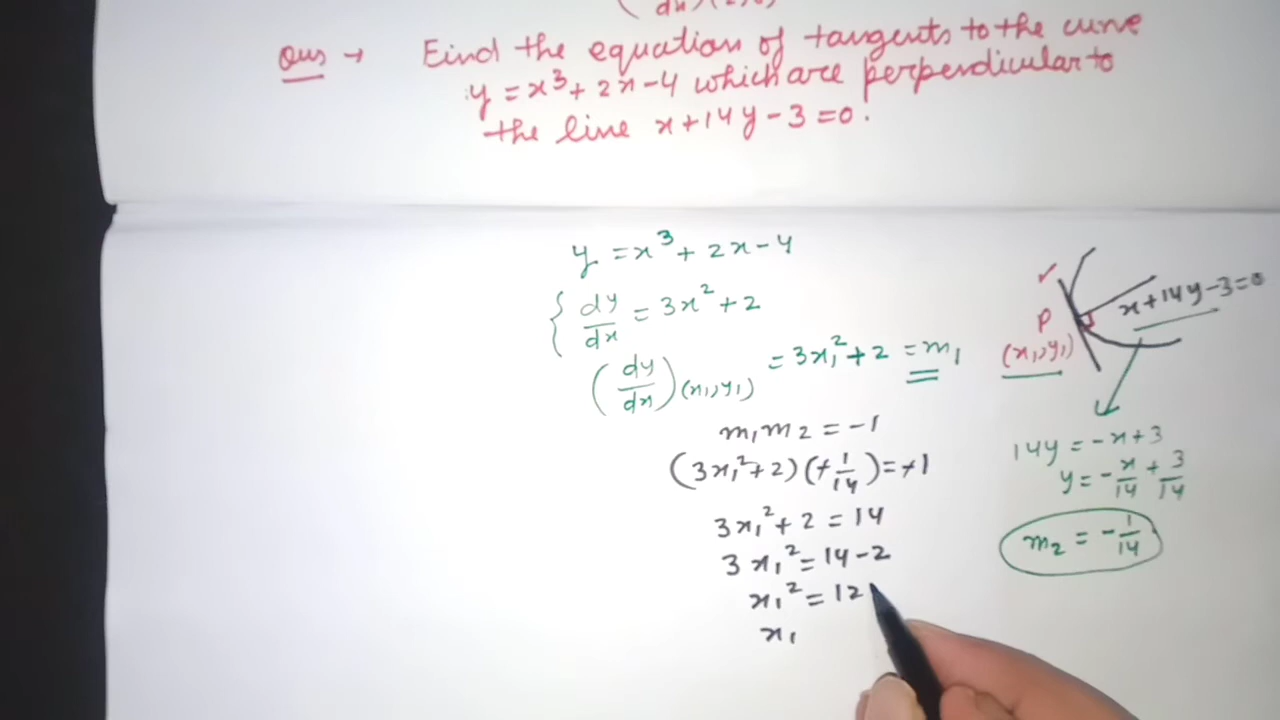 Ques → Find the equation of tangents to the curve
y = x³ + 2x - 4 which are perpendicular to
the line x + 14y - 3 = 0.
y = x³ + 2x - 4
dy/dx = 3x² + 2
(dy/dx)(x₁,y₁) = 3x₁² + 2 = m₁
m₁m₂ = -1
(3x₁² + 2)(+1/14) = +1
3x₁² + 2 = 14
3x₁² = 14 - 2
x₁² = 12
x₁
x + 14y - 3 = 0
P
(x₁,y₁)
14y = -x + 3
y = -x/14 + 3/14
m₂ = -1/14